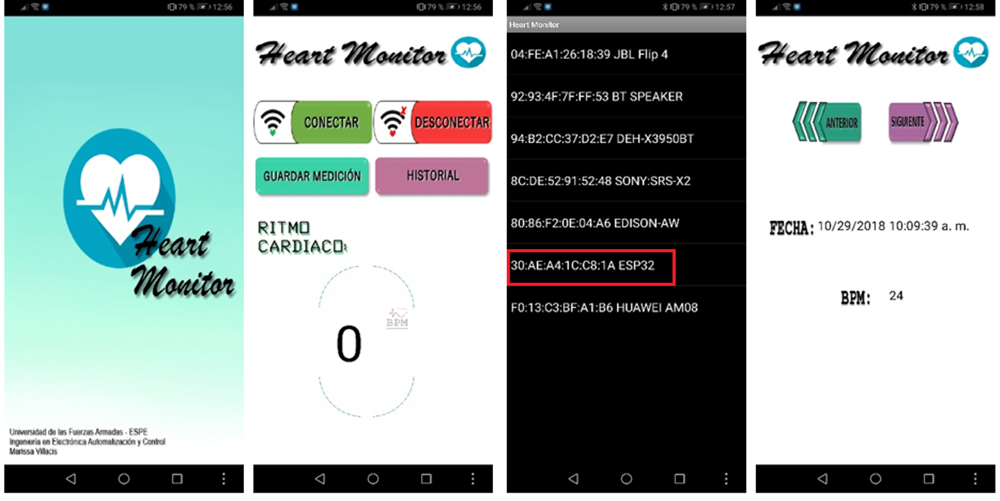 79 % 12:56
Heart
Monitor
Universidad de las Fuerzas Armadas - ESPE
Ingeniería en Electrónica Automatización y Control
Marissa Villacis
79 % 12:56
Heart Monitor
CONECTAR
DESCONECTAR
GUARDAR MEDICIÓN
HISTORIAL
RITMO
CARDIACO:
BPM
0
79 % 12:57
Heart Monitor
04:FE:A1:26:18:39 JBL Flip 4
92:93:4F:7F:FF:53 BT SPEAKER
94:B2:CC:37:D2:E7 DEH-X3950BT
8C:DE:52:91:52:48 SONY:SRS-X2
80:86:F2:0E:04:A6 EDISON-AW
30:AE:A4:1C:C8:1A ESP32
F0:13:C3:BF:A1:B6 HUAWEI AM08
79 % 12:58
Heart Monitor
ANTERIOR
SIGUIENTE
FECHA: 10/29/2018 10:09:39 a. m.
BPM: 24